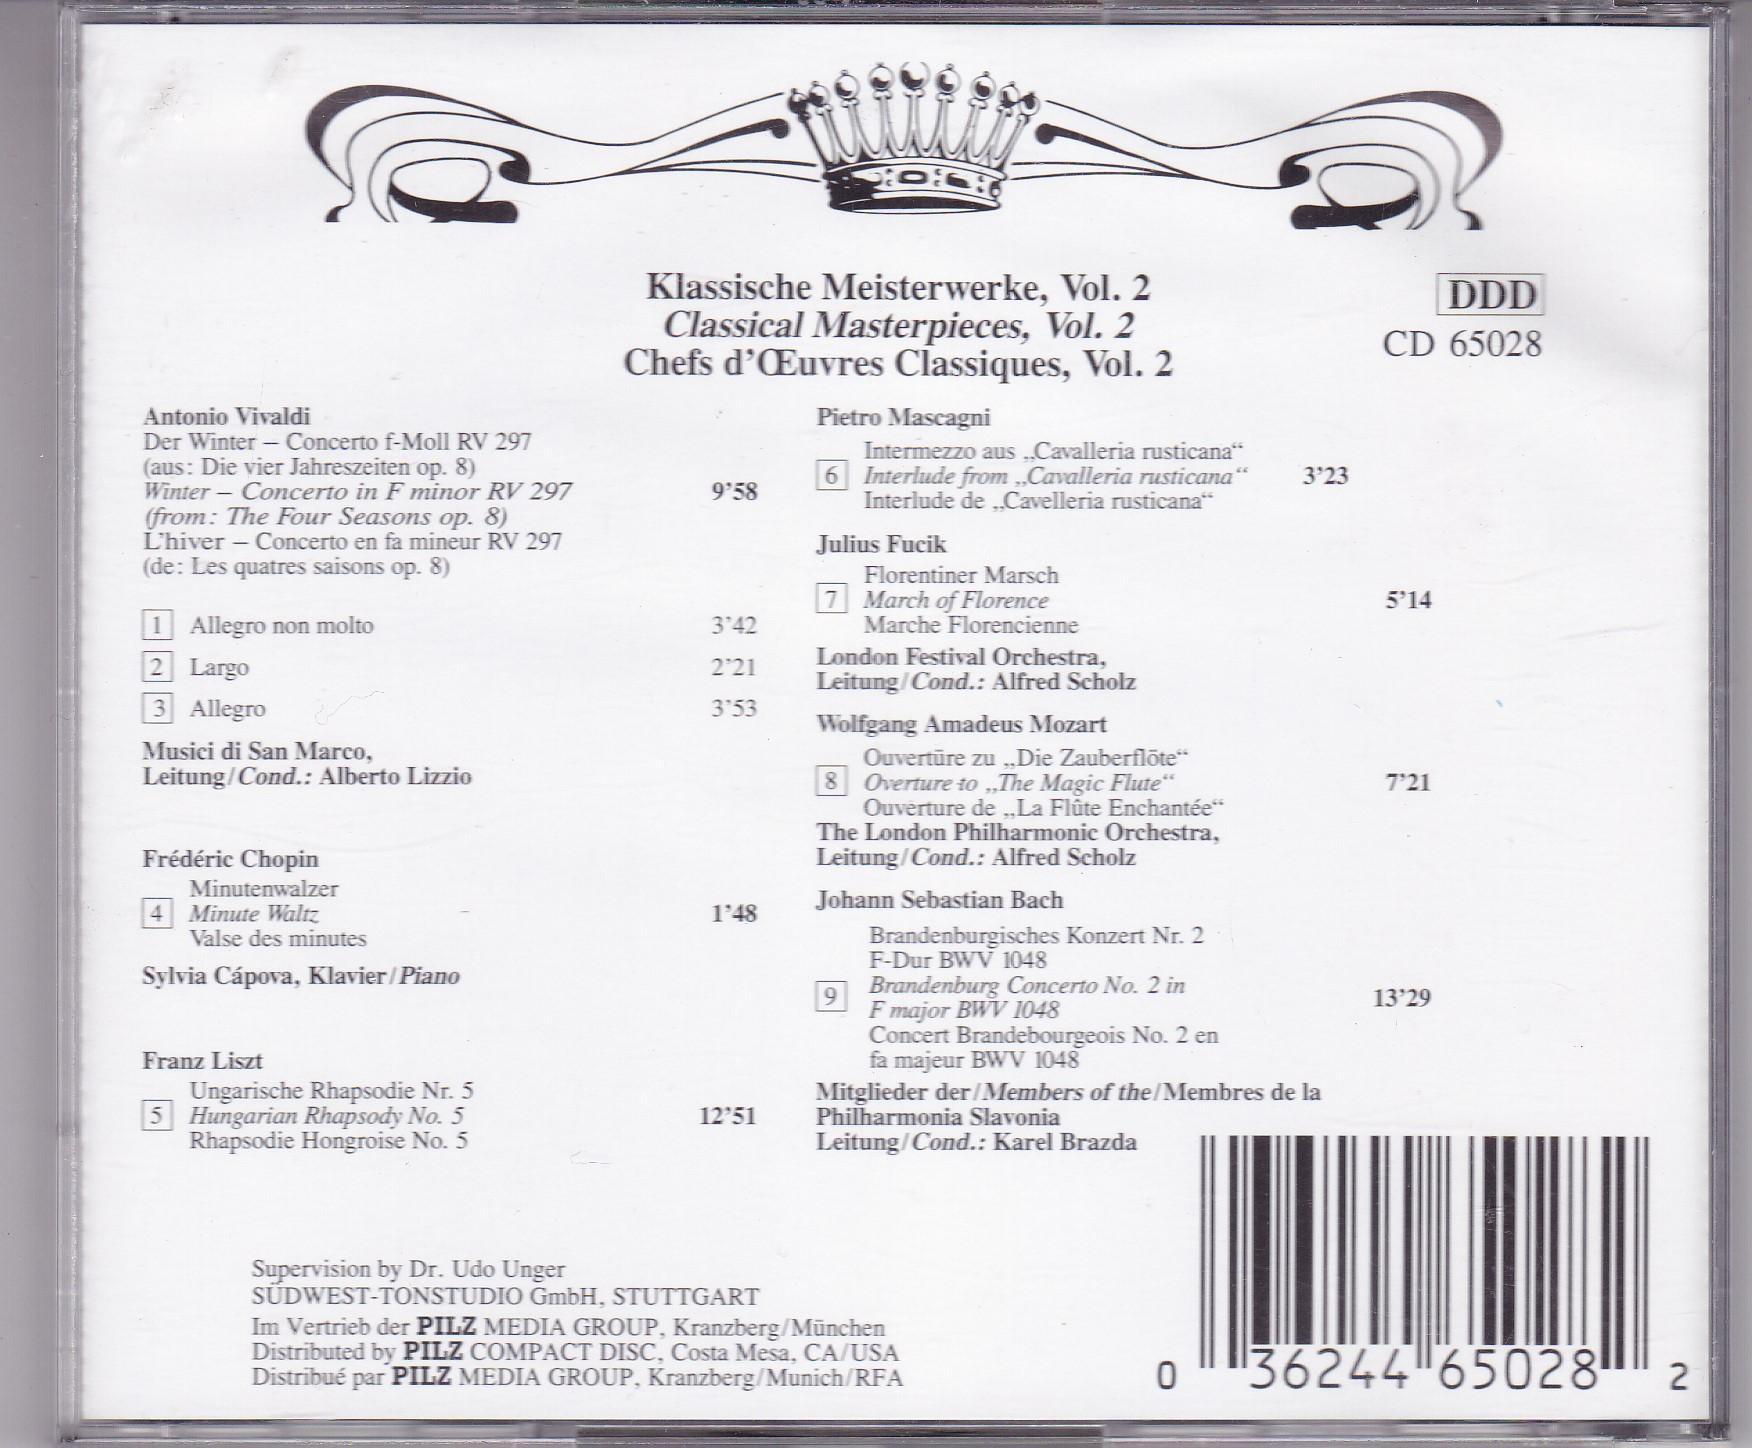 Klassische Meisterwerke, Vol. 2
Classical Masterpieces, Vol. 2
Chefs d'Œuvres Classiques, Vol. 2
DDD
CD 65028
Antonio Vivaldi
Der Winter – Concerto f-Moll RV 297
(aus: Die vier Jahreszeiten op. 8)
Winter – Concerto in F minor RV 297 9'58
(from: The Four Seasons op. 8)
L'hiver – Concerto en fa mineur RV 297
(de: Les quatres saisons op. 8)
1 Allegro non molto 3'42
2 Largo 2'21
3 Allegro 3'53
Musici di San Marco,
Leitung/Cond.: Alberto Lizzio
Frédéric Chopin
Minutenwalzer
4 Minute Waltz 1'48
Valse des minutes
Sylvia Cápova, Klavier/Piano
Franz Liszt
Ungarische Rhapsodie Nr. 5
5 Hungarian Rhapsody No. 5 12'51
Rhapsodie Hongroise No. 5
Pietro Mascagni
Intermezzo aus „Cavalleria rusticana“
6 Interlude from „Cavalleria rusticana“ 3'23
Interlude de „Cavelleria rusticana“
Julius Fucik
Florentiner Marsch
7 March of Florence 5'14
Marche Florencienne
London Festival Orchestra,
Leitung/Cond.: Alfred Scholz
Wolfgang Amadeus Mozart
Ouvertüre zu „Die Zauberflöte“
8 Overture to „The Magic Flute“ 7'21
Ouverture de „La Flûte Enchantée“
The London Philharmonic Orchestra,
Leitung/Cond.: Alfred Scholz
Johann Sebastian Bach
Brandenburgisches Konzert Nr. 2
F-Dur BWV 1048
Brandenburg Concerto No. 2 in
9 F major BWV 1048 13'29
Concert Brandebourgeois No. 2 en
fa majeur BWV 1048
Mitglieder der/Members of the/Membres de la
Philharmonia Slavonia
Leitung/Cond.: Karel Brazda
Supervision by Dr. Udo Unger
SÜDWEST-TONSTUDIO GmbH, STUTTGART
Im Vertrieb der PILZ MEDIA GROUP, Kranzberg/München
Distributed by PILZ COMPACT DISC, Costa Mesa, CA/USA
Distribué par PILZ MEDIA GROUP, Kranzberg/Munich/RFA
0 36244 65028 2